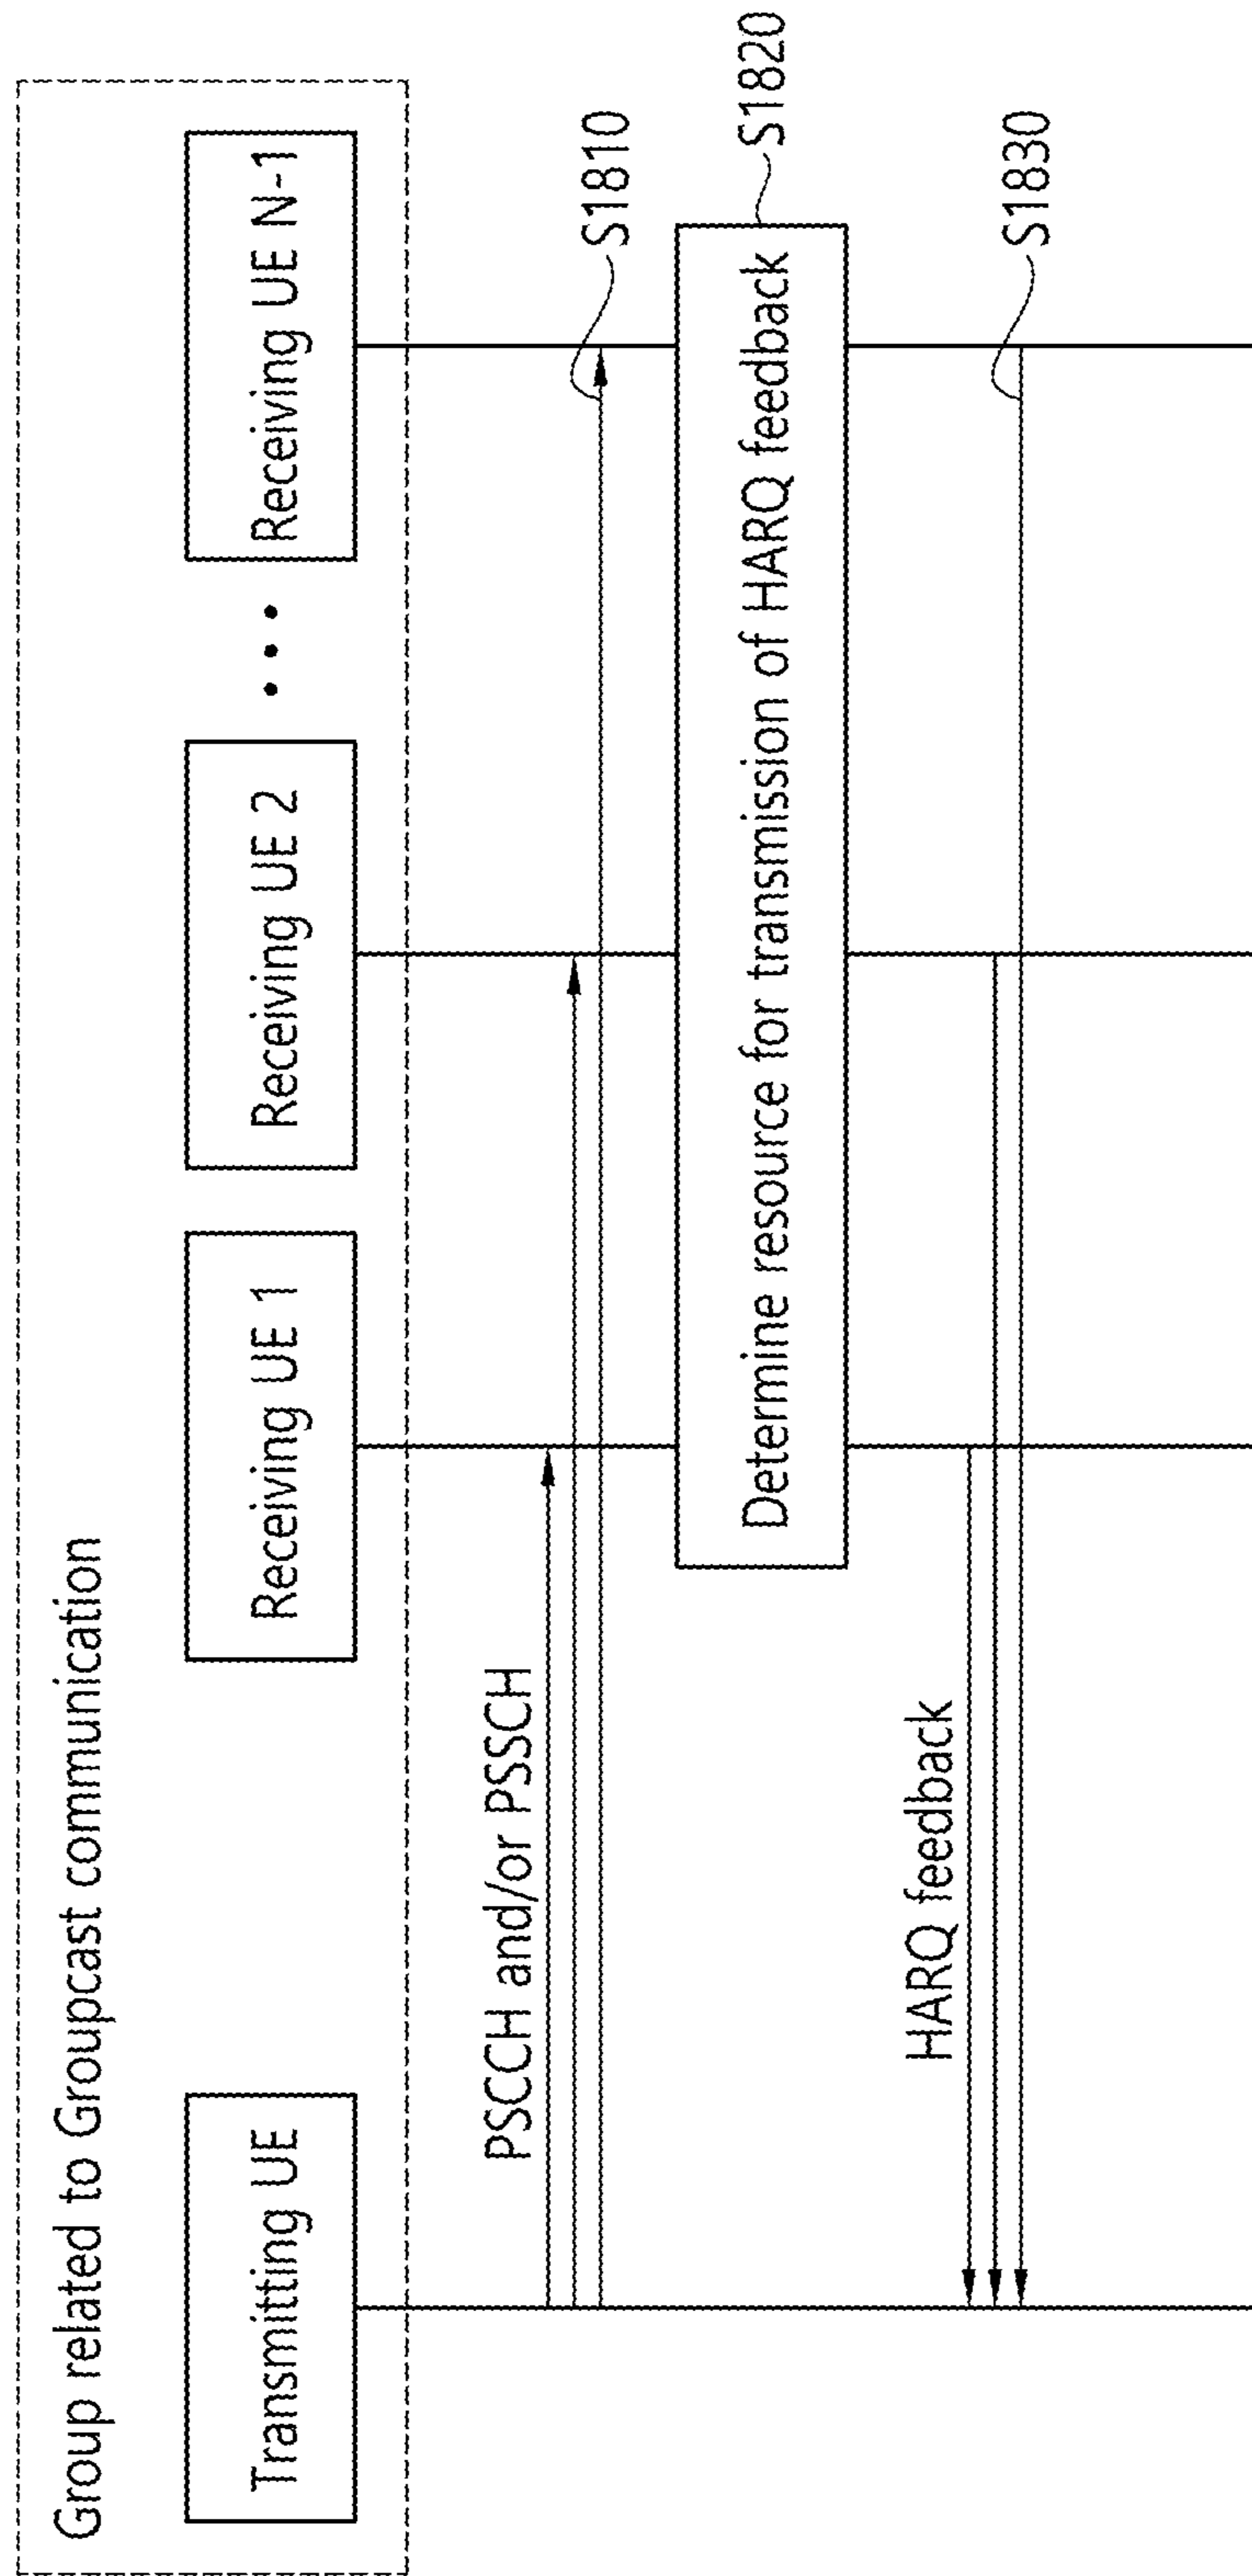 Group related to Groupcast communication
Transmitting UE
Receiving UE 1
Receiving UE 2
• • •
Receiving UE N-1
PSCCH and/or PSSCH
S1810
Determine resource for transmission of HARQ feedback
S1820
HARQ feedback
S1830